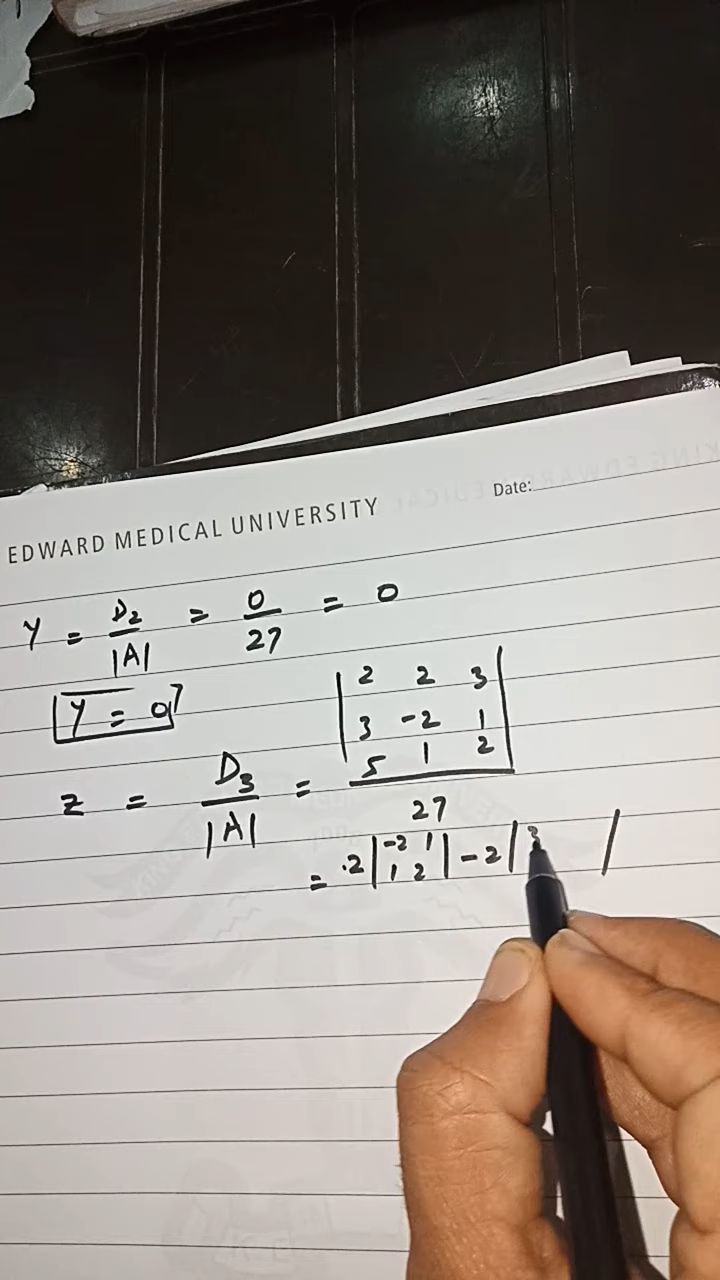 EDWARD MEDICAL UNIVERSITY Date:
Y = D₂/|A| = 0/27 = 0
Y = 0
2 2 3
3 -2 1
5 1 2
z = D₃/|A| =
27
= 2 |-2 1| - 2 |3 |
1 2